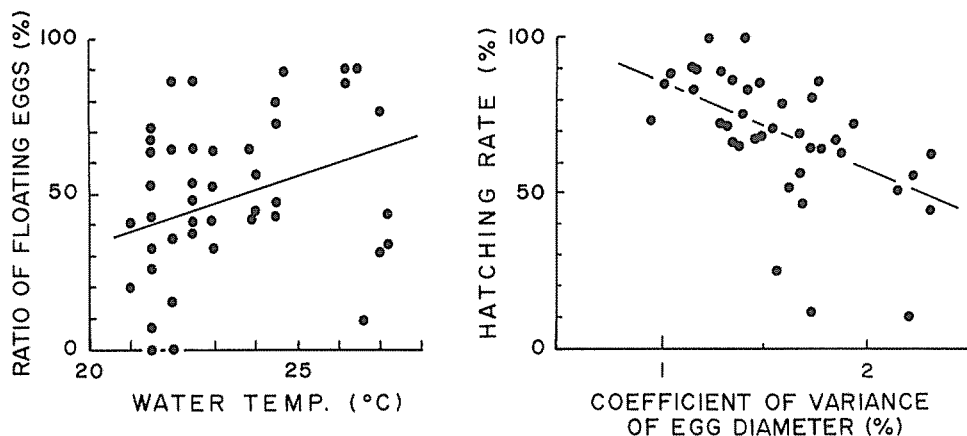 RATIO OF FLOATING EGGS (%)
100
50
0
20
25
WATER TEMP. (°C)
HATCHING RATE (%)
100
50
0
1
2
COEFFICIENT OF VARIANCE
OF EGG DIAMETER (%)